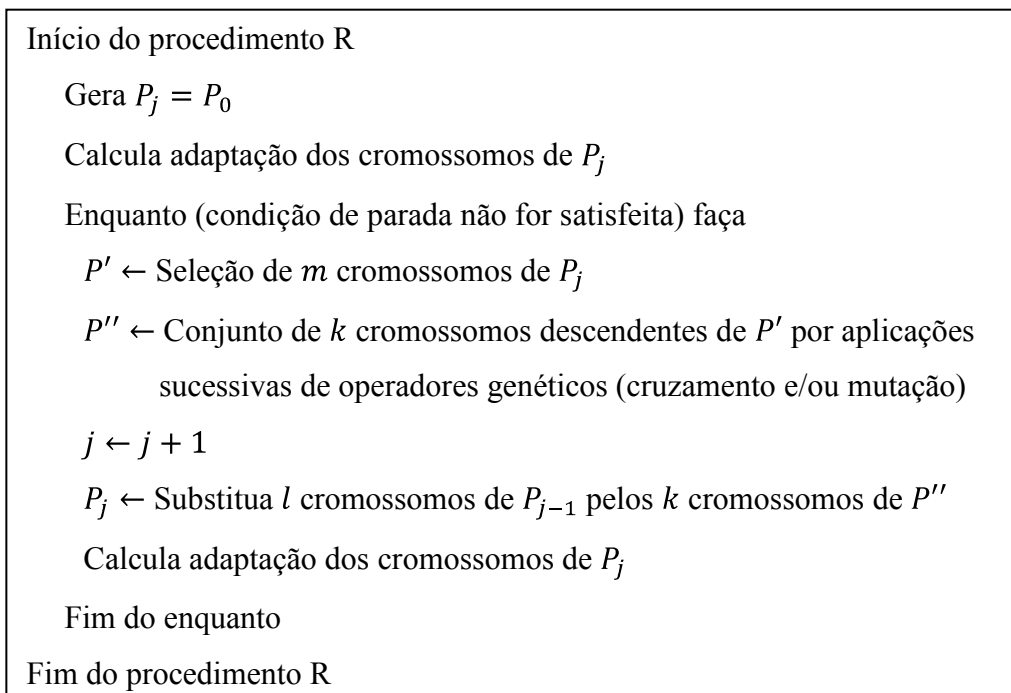 Início do procedimento R
Gera $P_j = P_0$
Calcula adaptação dos cromossomos de $P_j$
Enquanto (condição de parada não for satisfeita) faça
$P' \leftarrow$ Seleção de $m$ cromossomos de $P_j$
$P'' \leftarrow$ Conjunto de $k$ cromossomos descendentes de $P'$ por aplicações
sucessivas de operadores genéticos (cruzamento e/ou mutação)
$j \leftarrow j + 1$
$P_j \leftarrow$ Substitua $l$ cromossomos de $P_{j-1}$ pelos $k$ cromossomos de $P''$
Calcula adaptação dos cromossomos de $P_j$
Fim do enquanto
Fim do procedimento R